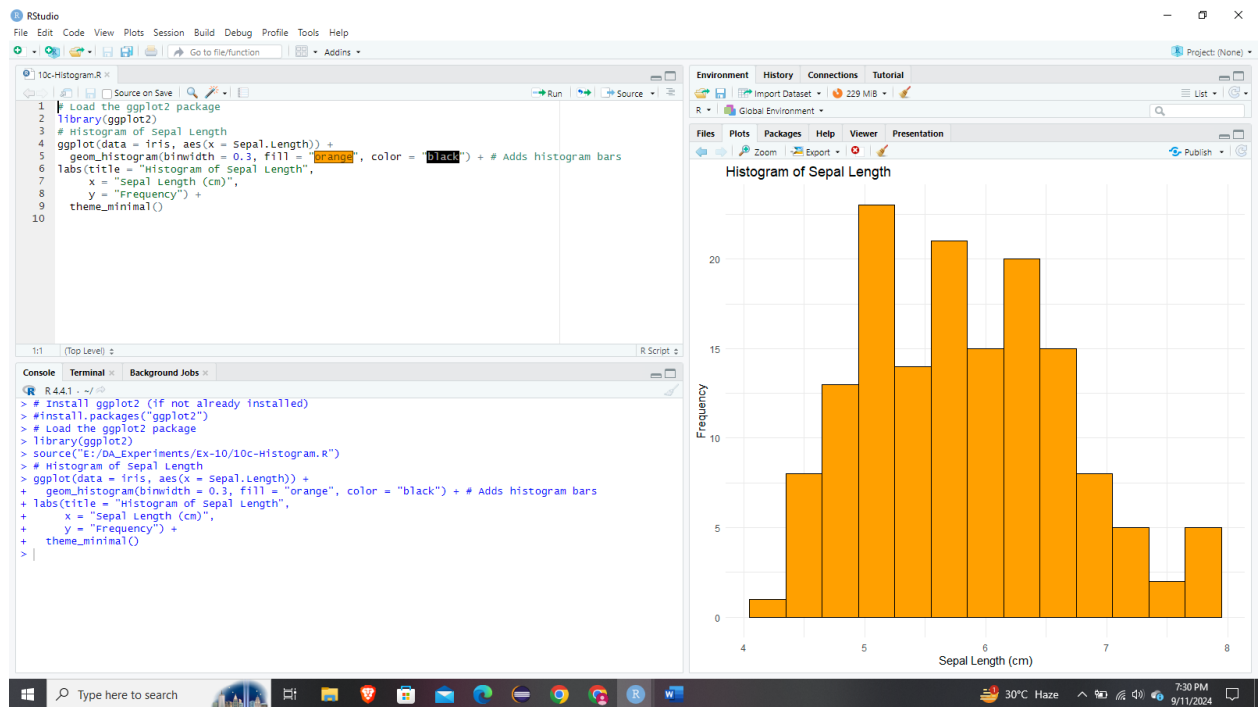 RStudio
File Edit Code View Plots Session Build Debug Profile Tools Help
Go to file/function Addins Project: (None)
10c-Histogram.R
Source on Save Run Source
1 # Load the ggplot2 package
2 library(ggplot2)
3 # Histogram of Sepal Length
4 ggplot(data = iris, aes(x = Sepal.Length)) +
5   geom_histogram(binwidth = 0.3, fill = "orange", color = "black") + # Adds histogram bars
6 labs(title = "Histogram of Sepal Length",
7      x = "Sepal Length (cm)",
8      y = "Frequency") +
9   theme_minimal()
10
1:1 (Top Level) R Script
Console Terminal Background Jobs
R 4.4.1 · ~/
> # Install ggplot2 (if not already installed)
> #install.packages("ggplot2")
> # Load the ggplot2 package
> library(ggplot2)
> source("E:/DA_Experiments/Ex-10/10c-Histogram.R")
> # Histogram of Sepal Length
> ggplot(data = iris, aes(x = Sepal.Length)) +
+   geom_histogram(binwidth = 0.3, fill = "orange", color = "black") + # Adds histogram bars
+ labs(title = "Histogram of Sepal Length",
+      x = "Sepal Length (cm)",
+      y = "Frequency") +
+   theme_minimal()
>
Environment History Connections Tutorial
Import Dataset 229 MiB List
R Global Environment
Files Plots Packages Help Viewer Presentation
Zoom Export Publish
Histogram of Sepal Length
Frequency
20
15
10
5
0
4 5 6 7 8
Sepal Length (cm)
Type here to search
30°C Haze
7:30 PM
9/11/2024